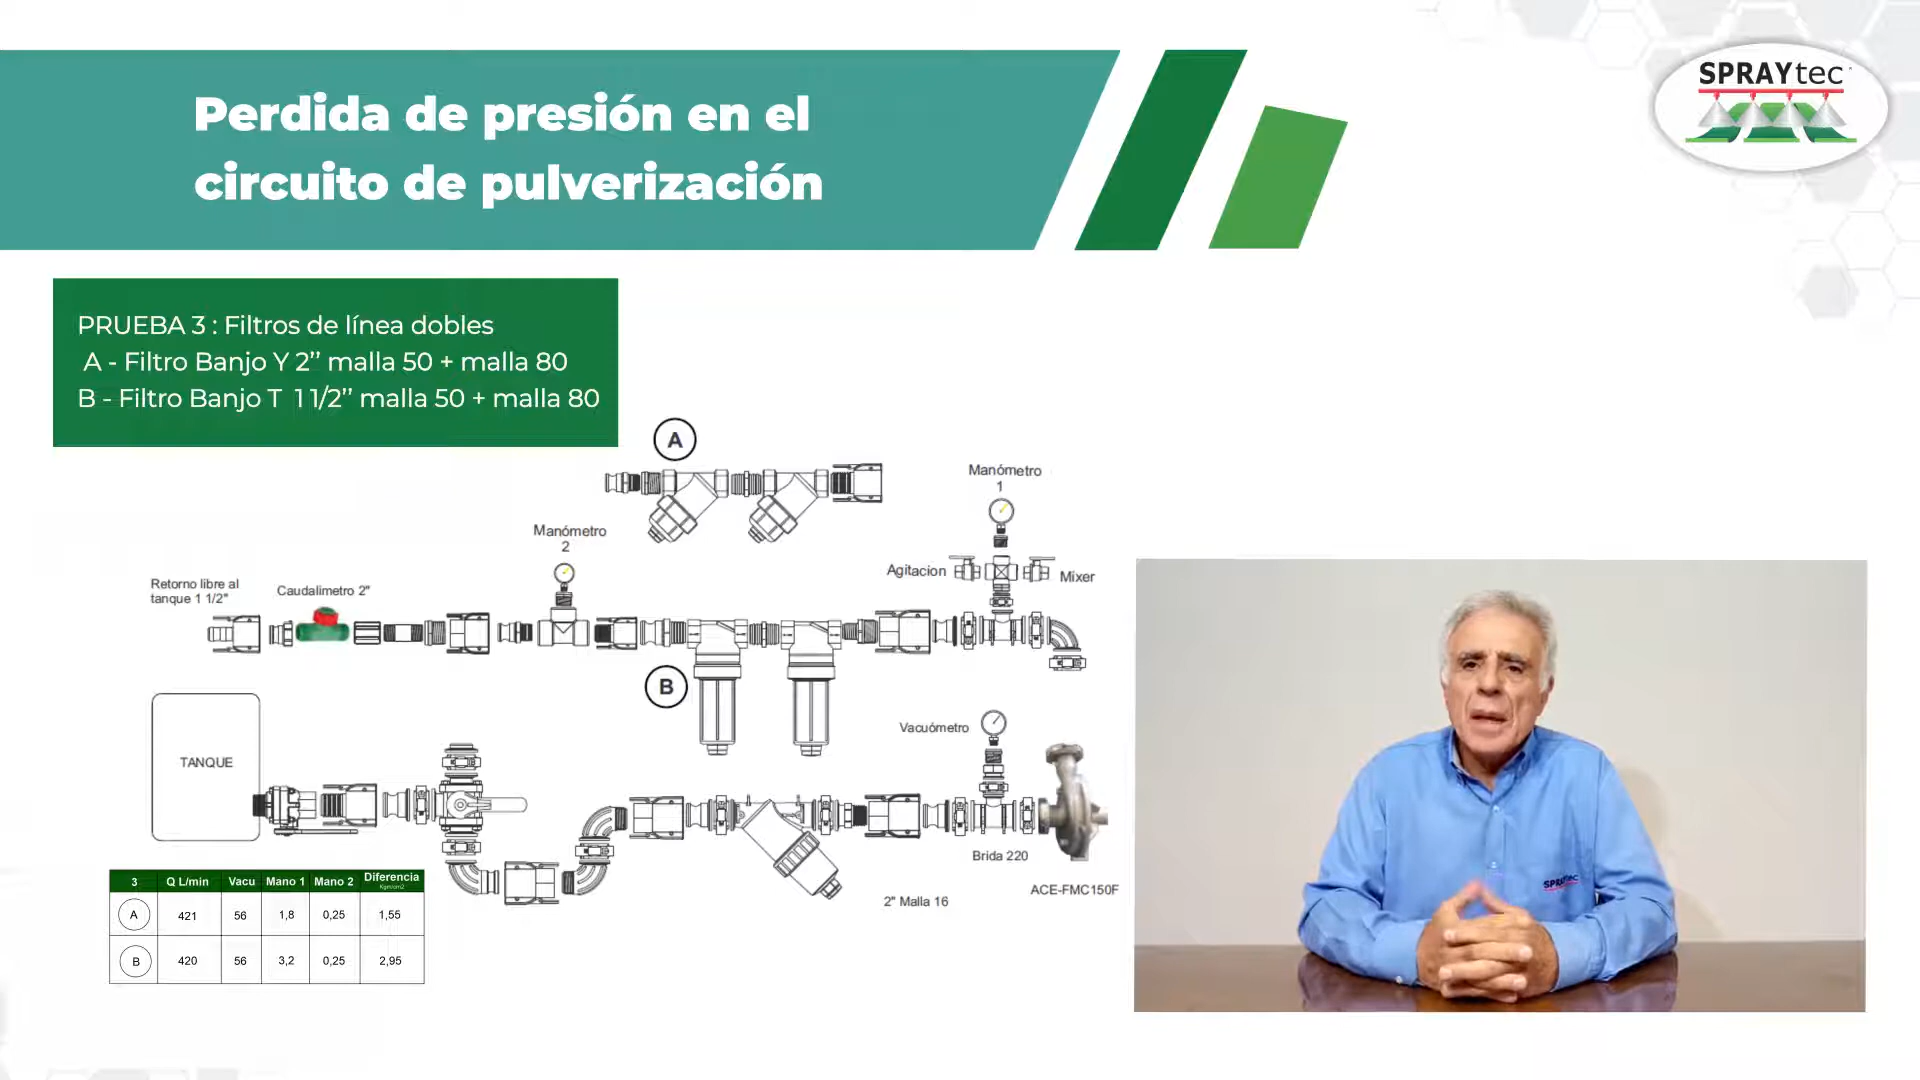 Perdida de presión en el
circuito de pulverización
SPRAYtec
PRUEBA 3 : Filtros de línea dobles
A - Filtro Banjo Y 2’’ malla 50 + malla 80
B - Filtro Banjo T 1 1/2’’ malla 50 + malla 80
A
Manómetro
1
Manómetro
2
Agitacion
Mixer
Retorno libre al
tanque 1 1/2"
Caudalimetro 2"
B
Vacuómetro
TANQUE
Brida 220
ACE-FMC150F
2" Malla 16
3 Q L/min Vacu Mano 1 Mano 2 Diferencia
Kgm/cm2
A 421 56 1,8 0,25 1,55
B 420 56 3,2 0,25 2,95
SPRAYtec